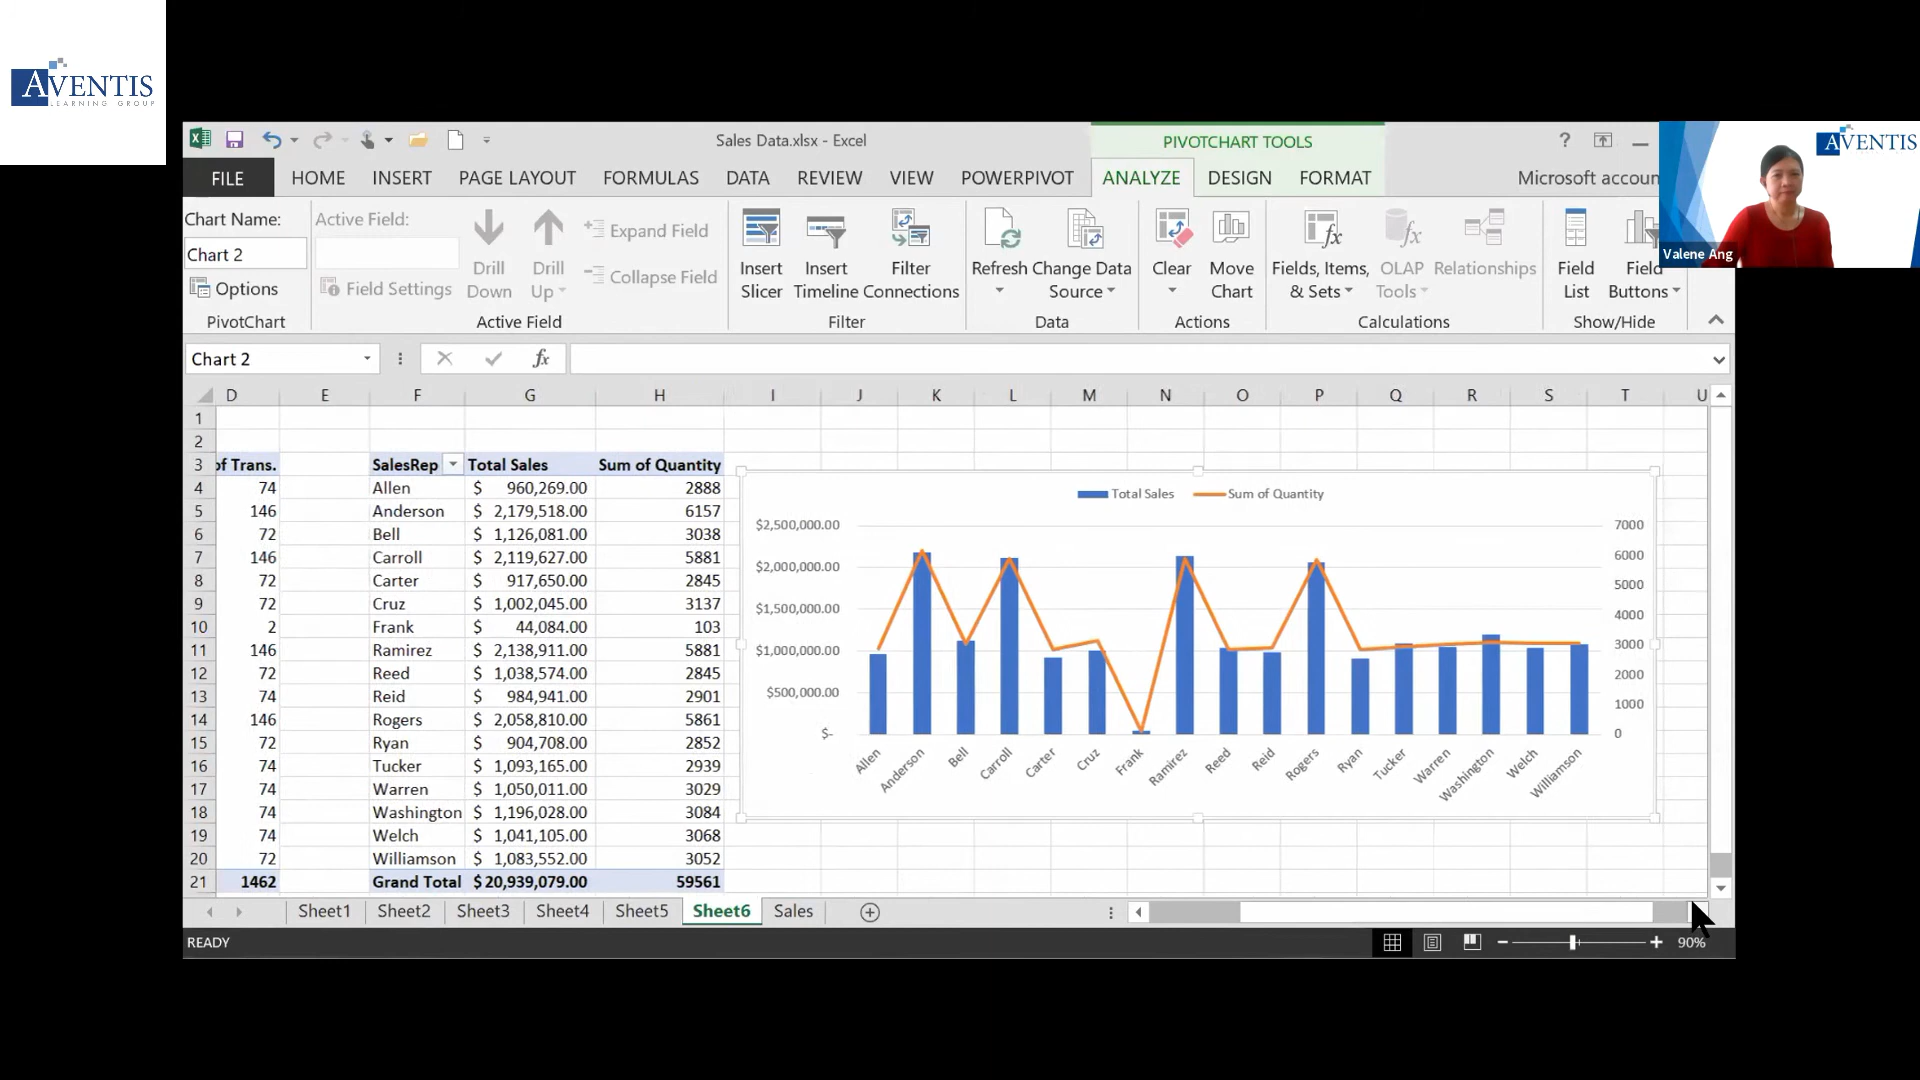 AVENTIS
LEARNING GROUP
Sales Data.xlsx - Excel
PIVOTCHART TOOLS
?
AVENTIS
FILE
HOME INSERT PAGE LAYOUT FORMULAS DATA REVIEW VIEW POWERPIVOT ANALYZE DESIGN FORMAT
Microsoft accoun
Valene Ang
Chart Name:
Chart 2
Options
PivotChart
Active Field:
Field Settings
Drill Down
Drill Up
Expand Field
Collapse Field
Active Field
Insert Slicer
Insert Timeline
Filter Connections
Filter
Refresh
Change Data Source
Data
Clear
Move Chart
Actions
Fields, Items, & Sets
OLAP Tools
Relationships
Calculations
Field List
Field Buttons
Show/Hide
Chart 2
fx
D E F G H I J K L M N O P Q R S T U
1
2
3 of Trans. SalesRep Total Sales Sum of Quantity
4 74 Allen $ 960,269.00 2888
5 146 Anderson $ 2,179,518.00 6157
6 72 Bell $ 1,126,081.00 3038
7 146 Carroll $ 2,119,627.00 5881
8 72 Carter $ 917,650.00 2845
9 72 Cruz $ 1,002,045.00 3137
10 2 Frank $ 44,084.00 103
11 146 Ramirez $ 2,138,911.00 5881
12 72 Reed $ 1,038,574.00 2845
13 74 Reid $ 984,941.00 2901
14 146 Rogers $ 2,058,810.00 5861
15 72 Ryan $ 904,708.00 2852
16 74 Tucker $ 1,093,165.00 2939
17 74 Warren $ 1,050,011.00 3029
18 74 Washington $ 1,196,028.00 3084
19 74 Welch $ 1,041,105.00 3068
20 72 Williamson $ 1,083,552.00 3052
21 1462 Grand Total $ 20,939,079.00 59561
Total Sales Sum of Quantity
$2,500,000.00
$2,000,000.00
$1,500,000.00
$1,000,000.00
$500,000.00
$-
7000
6000
5000
4000
3000
2000
1000
0
Allen Anderson Bell Carroll Carter Cruz Frank Ramirez Reed Reid Rogers Ryan Tucker Warren Washington Welch Williamson
Sheet1 Sheet2 Sheet3 Sheet4 Sheet5 Sheet6 Sales
READY
90%